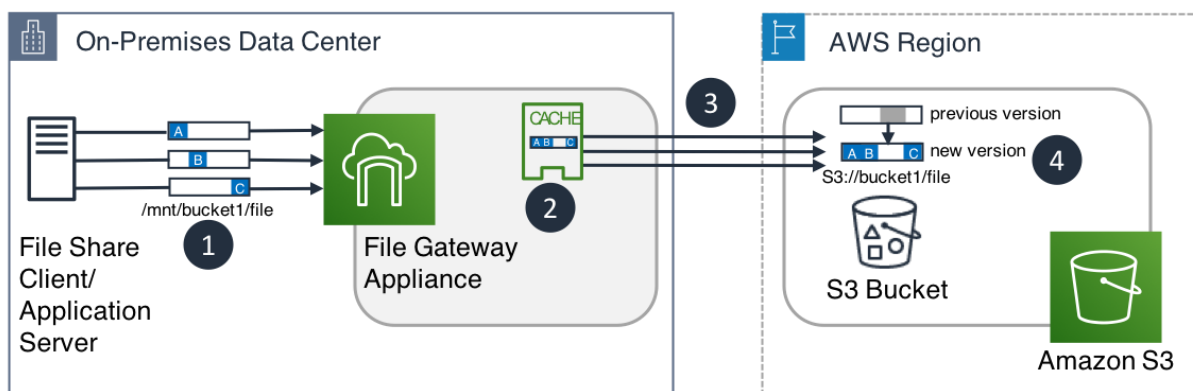 On-Premises Data Center
AWS Region
A
B
C
/mnt/bucket1/file
1
File Share
Client/
Application
Server
File Gateway
Appliance
CACHE
A B C
2
3
previous version
A B C new version
S3://bucket1/file
4
S3 Bucket
Amazon S3